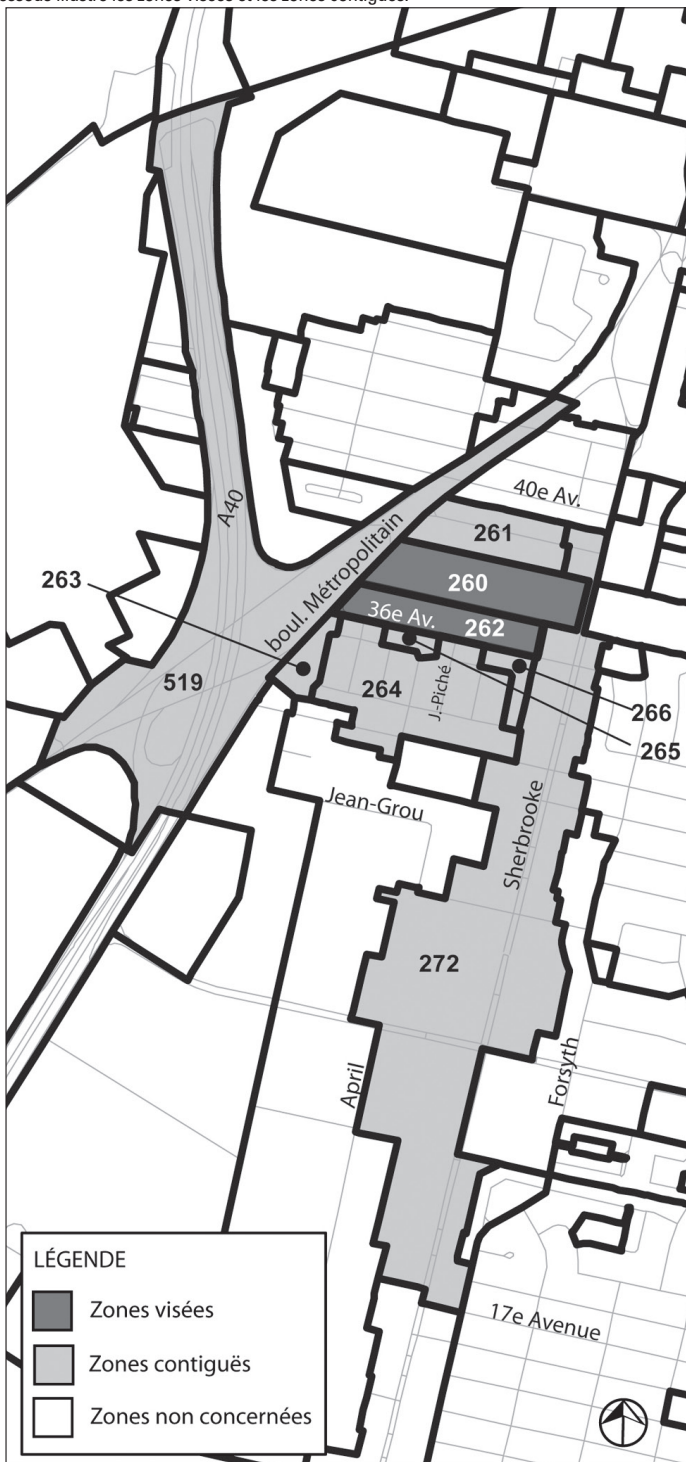 40e Av.
A40
261
boul. Métropolitain
263
260
36e Av.
262
519
264
J.-Piché
266
265
Jean-Grou
Sherbrooke
272
April
Forsyth
LÉGENDE
Zones visées
Zones contiguës
Zones non concernées
17e Avenue